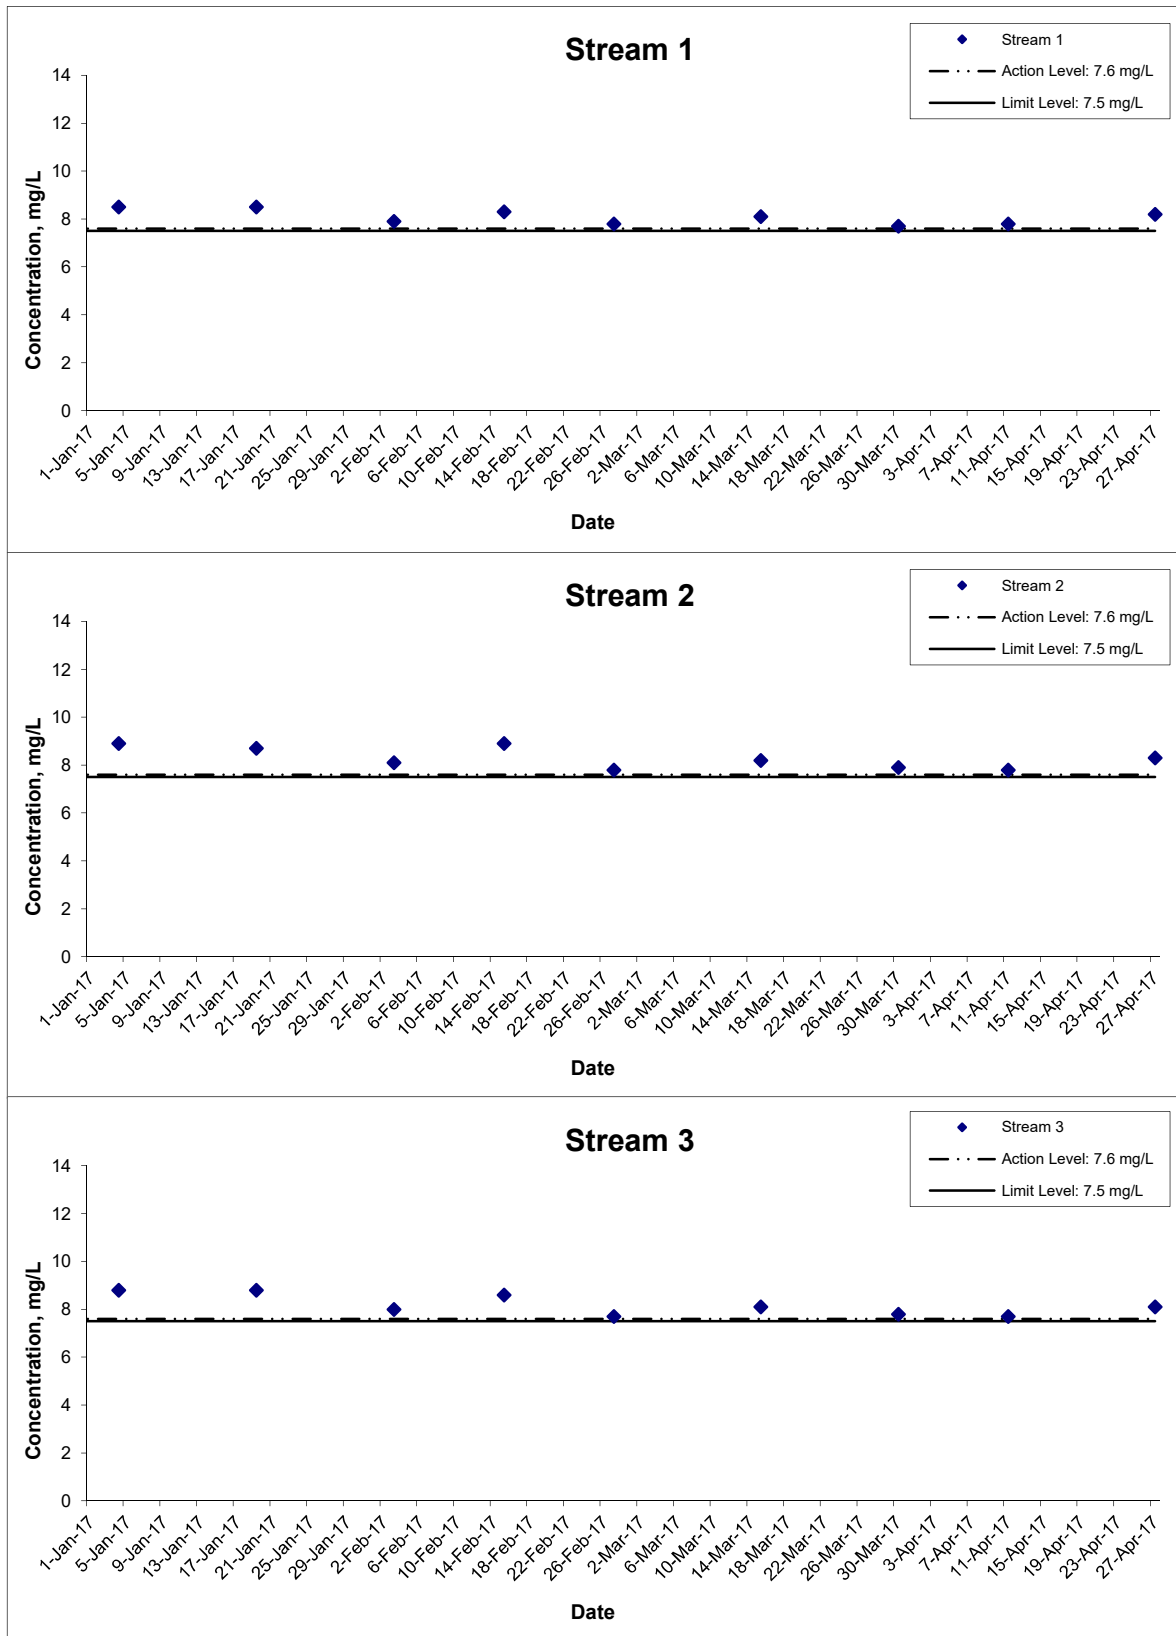 Stream 1
Stream 1
Action Level: 7.6 mg/L
Limit Level: 7.5 mg/L
Concentration, mg/L
14
12
10
8
6
4
2
0
1-Jan-17
5-Jan-17
9-Jan-17
13-Jan-17
17-Jan-17
21-Jan-17
25-Jan-17
29-Jan-17
2-Feb-17
6-Feb-17
10-Feb-17
14-Feb-17
18-Feb-17
22-Feb-17
26-Feb-17
2-Mar-17
6-Mar-17
10-Mar-17
14-Mar-17
18-Mar-17
22-Mar-17
26-Mar-17
30-Mar-17
3-Apr-17
7-Apr-17
11-Apr-17
15-Apr-17
19-Apr-17
23-Apr-17
27-Apr-17
Date
Stream 2
Stream 2
Action Level: 7.6 mg/L
Limit Level: 7.5 mg/L
Concentration, mg/L
14
12
10
8
6
4
2
0
1-Jan-17
5-Jan-17
9-Jan-17
13-Jan-17
17-Jan-17
21-Jan-17
25-Jan-17
29-Jan-17
2-Feb-17
6-Feb-17
10-Feb-17
14-Feb-17
18-Feb-17
22-Feb-17
26-Feb-17
2-Mar-17
6-Mar-17
10-Mar-17
14-Mar-17
18-Mar-17
22-Mar-17
26-Mar-17
30-Mar-17
3-Apr-17
7-Apr-17
11-Apr-17
15-Apr-17
19-Apr-17
23-Apr-17
27-Apr-17
Date
Stream 3
Stream 3
Action Level: 7.6 mg/L
Limit Level: 7.5 mg/L
Concentration, mg/L
14
12
10
8
6
4
2
0
1-Jan-17
5-Jan-17
9-Jan-17
13-Jan-17
17-Jan-17
21-Jan-17
25-Jan-17
29-Jan-17
2-Feb-17
6-Feb-17
10-Feb-17
14-Feb-17
18-Feb-17
22-Feb-17
26-Feb-17
2-Mar-17
6-Mar-17
10-Mar-17
14-Mar-17
18-Mar-17
22-Mar-17
26-Mar-17
30-Mar-17
3-Apr-17
7-Apr-17
11-Apr-17
15-Apr-17
19-Apr-17
23-Apr-17
27-Apr-17
Date